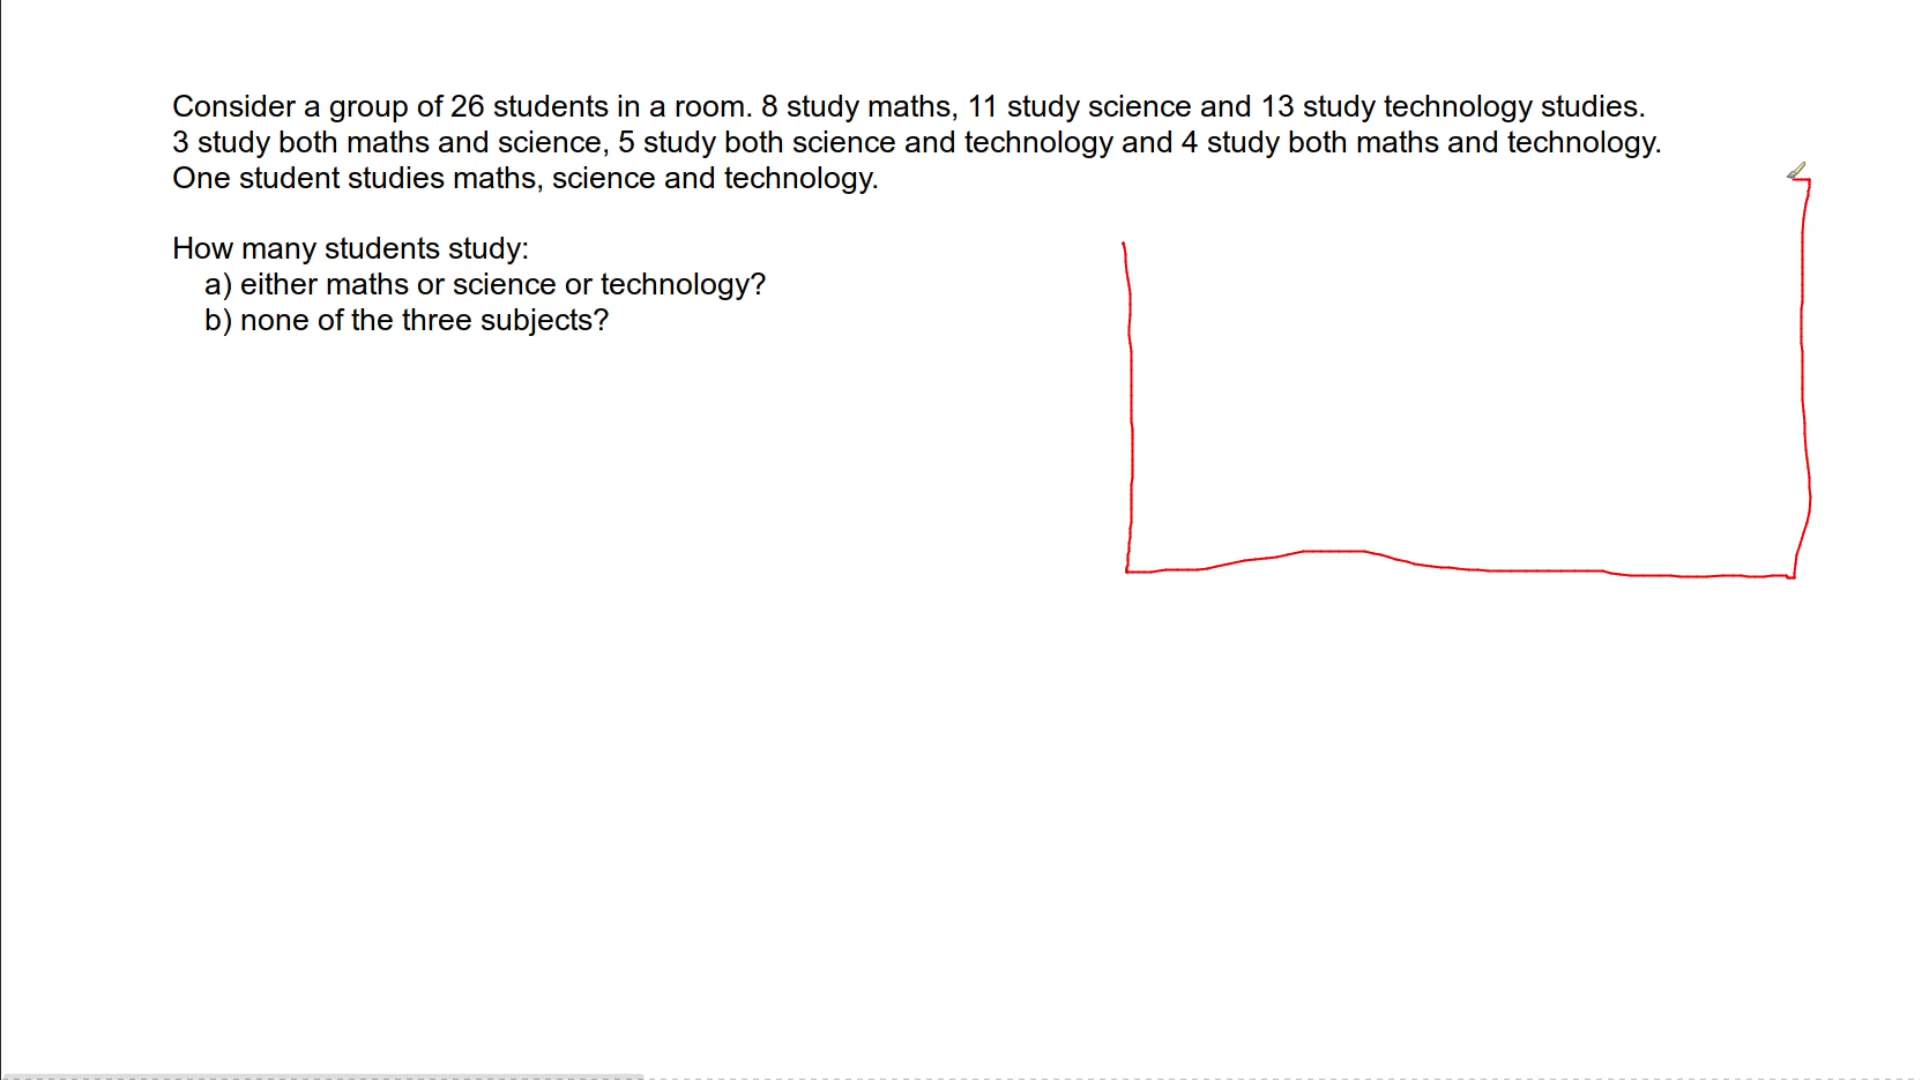 Consider a group of 26 students in a room. 8 study maths, 11 study science and 13 study technology studies.
3 study both maths and science, 5 study both science and technology and 4 study both maths and technology.
One student studies maths, science and technology.
How many students study:
a) either maths or science or technology?
b) none of the three subjects?